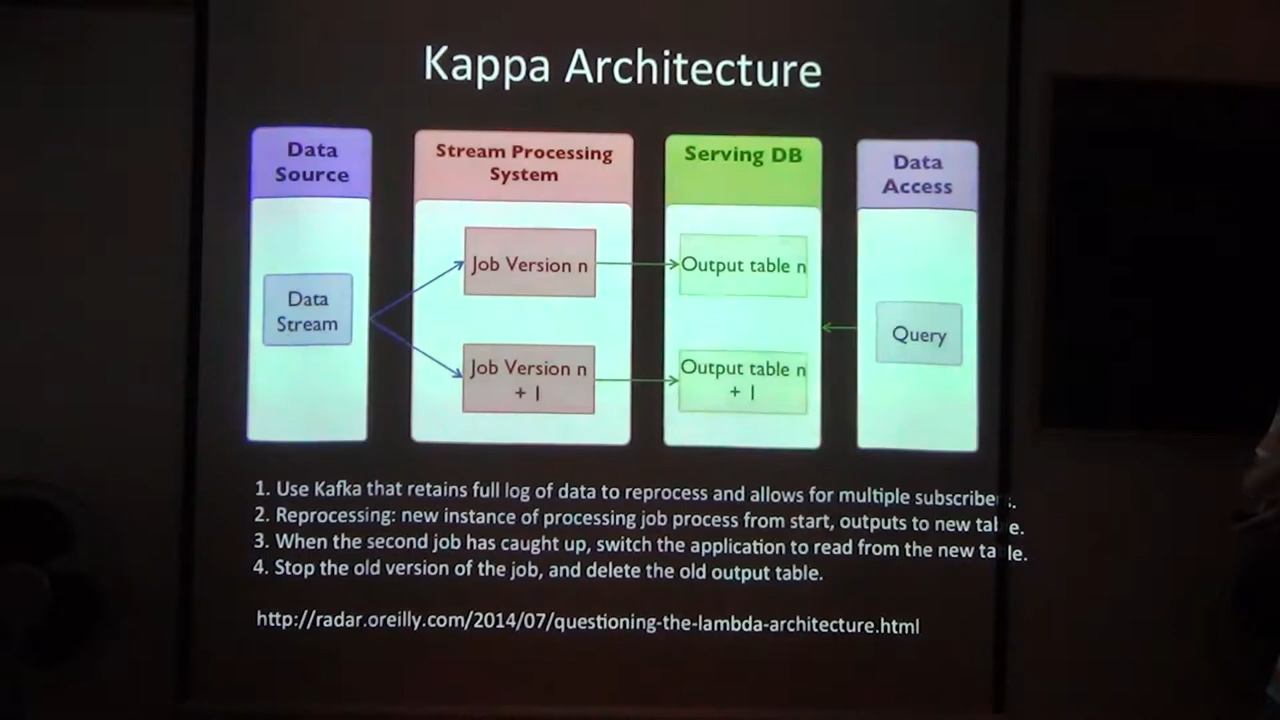 Kappa Architecture
Data
Source
Stream Processing
System
Serving DB
Data
Access
Data
Stream
Job Version n
Output table n
Query
Job Version n
+ 1
Output table n
+ 1
1. Use Kafka that retains full log of data to reprocess and allows for multiple subscribers.
2. Reprocessing: new instance of processing job process from start, outputs to new table.
3. When the second job has caught up, switch the application to read from the new table.
4. Stop the old version of the job, and delete the old output table.
http://radar.oreilly.com/2014/07/questioning-the-lambda-architecture.html